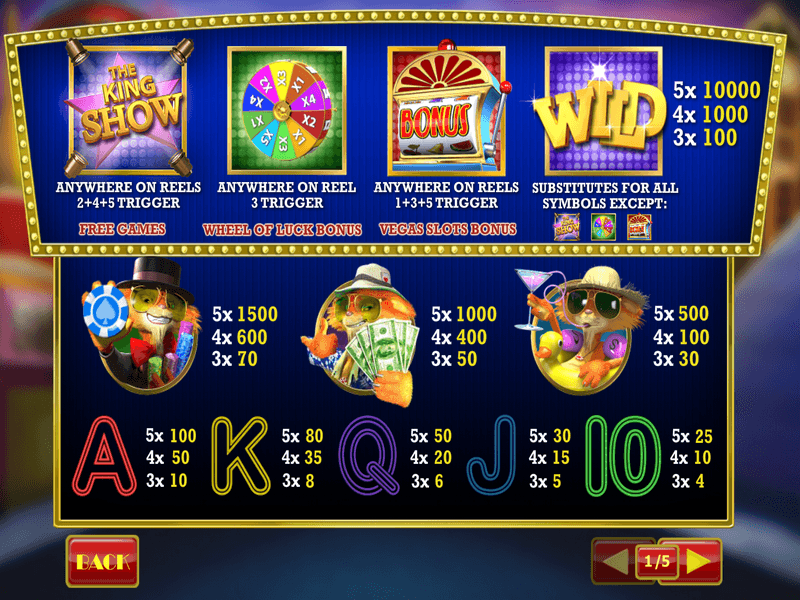 THE
KING
SHOW
X3
X4
X2
X3
X1
X4
BONUS
WILD
5x 10000
4x 1000
3x 100
ANYWHERE ON REELS
2+4+5 TRIGGER
FREE GAMES
ANYWHERE ON REEL
3 TRIGGER
WHEEL OF LUCK BONUS
ANYWHERE ON REELS
1+3+5 TRIGGER
VEGAS SLOTS BONUS
SUBSTITUTES FOR ALL
SYMBOLS EXCEPT:
5x 1500
4x 600
3x 70
5x 1000
4x 400
3x 50
5x 500
4x 100
3x 30
A
5x 100
4x 50
3x 10
K
5x 80
4x 35
3x 8
Q
5x 50
4x 20
3x 6
J
5x 30
4x 15
3x 5
10
5x 25
4x 10
3x 4
BACK
1/5